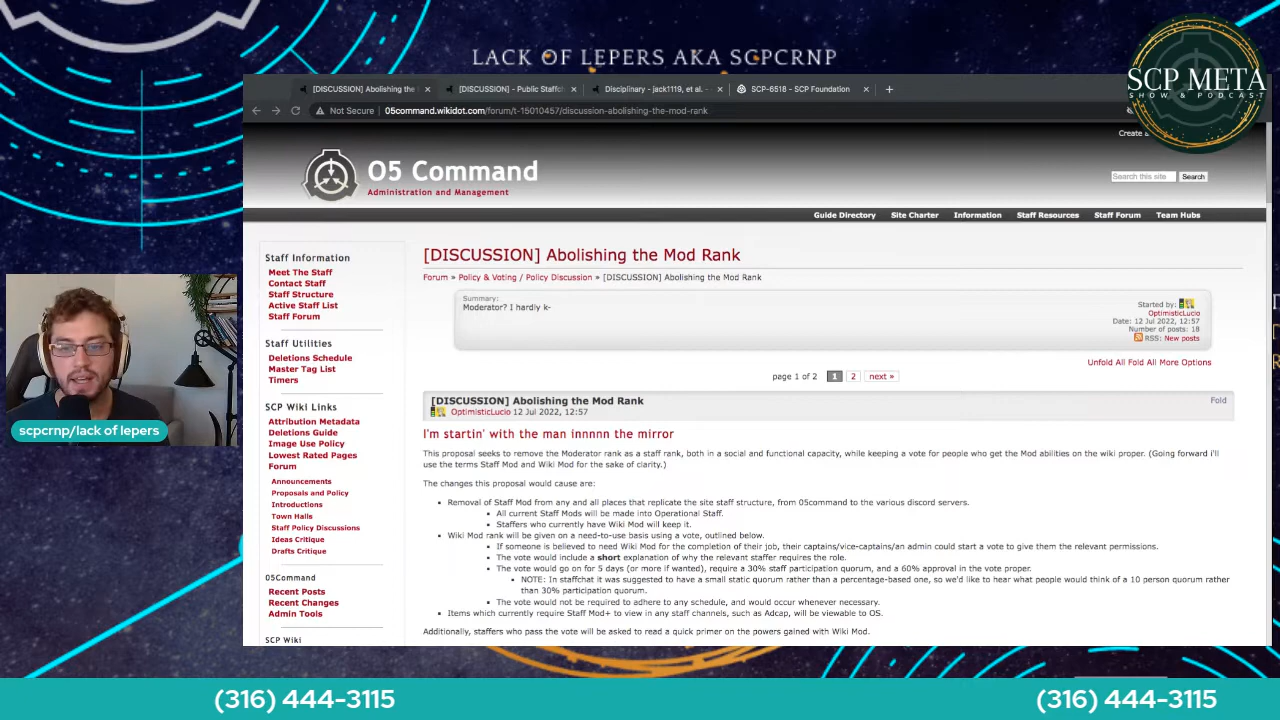 LACK OF LEPERS AKA SCPCRNP
SCP META
SHOW & PODCAST
[DISCUSSION] Abolishing the
[DISCUSSION] - Public Staffch
Disciplinary - jack1119, et al. -
SCP-6518 - SCP Foundation
Not Secure
05command.wikidot.com/forum/t-15010457/discussion-abolishing-the-mod-rank
Create
O5 Command
Administration and Management
Search this site
Search
Guide Directory Site Charter Information Staff Resources Staff Forum Team Hubs
Staff Information
Meet The Staff
Contact Staff
Staff Structure
Active Staff List
Staff Forum
Staff Utilities
Deletions Schedule
Master Tag List
Timers
SCP Wiki Links
Attribution Metadata
Deletions Guide
Image Use Policy
Lowest Rated Pages
Forum
Announcements
Proposals and Policy
Introductions
Town Halls
Staff Policy Discussions
Ideas Critique
Drafts Critique
05Command
Recent Posts
Recent Changes
Admin Tools
SCP Wiki
[DISCUSSION] Abolishing the Mod Rank
Forum » Policy & Voting / Policy Discussion » [DISCUSSION] Abolishing the Mod Rank
Summary:
Moderator? I hardly k-
Started by:
OptimisticLucio
Date: 12 Jul 2022, 12:57
Number of posts: 18
RSS: New posts
Unfold All Fold All More Options
page 1 of 2 1 2 next »
[DISCUSSION] Abolishing the Mod Rank
OptimisticLucio 12 Jul 2022, 12:57
Fold
I'm startin' with the man innnnn the mirror
This proposal seeks to remove the Moderator rank as a staff rank, both in a social and functional capacity, while keeping a vote for people who get the Mod abilities on the wiki proper. (Going forward i'll
use the terms Staff Mod and Wiki Mod for the sake of clarity.)
The changes this proposal would cause are:
Removal of Staff Mod from any and all places that replicate the site staff structure, from 05command to the various discord servers.
All current Staff Mods will be made into Operational Staff.
Staffers who currently have Wiki Mod will keep it.
Wiki Mod rank will be given on a need-to-use basis using a vote, outlined below.
If someone is believed to need Wiki Mod for the completion of their job, their captains/vice-captains/an admin could start a vote to give them the relevant permissions.
The vote would include a short explanation of why the relevant staffer requires the role.
The vote would go on for 5 days (or more if wanted), require a 30% staff participation quorum, and a 60% approval in the vote proper.
NOTE: In staffchat it was suggested to have a small static quorum rather than a percentage-based one, so we'd like to hear what people would think of a 10 person quorum rather
than 30% participation quorum.
The vote would not be required to adhere to any schedule, and would occur whenever necessary.
Items which currently require Staff Mod+ to view in any staff channels, such as Adcap, will be viewable to OS.
Additionally, staffers who pass the vote will be asked to read a quick primer on the powers gained with Wiki Mod.
scpcrnp/lack of lepers
(316) 444-3115
(316) 444-3115